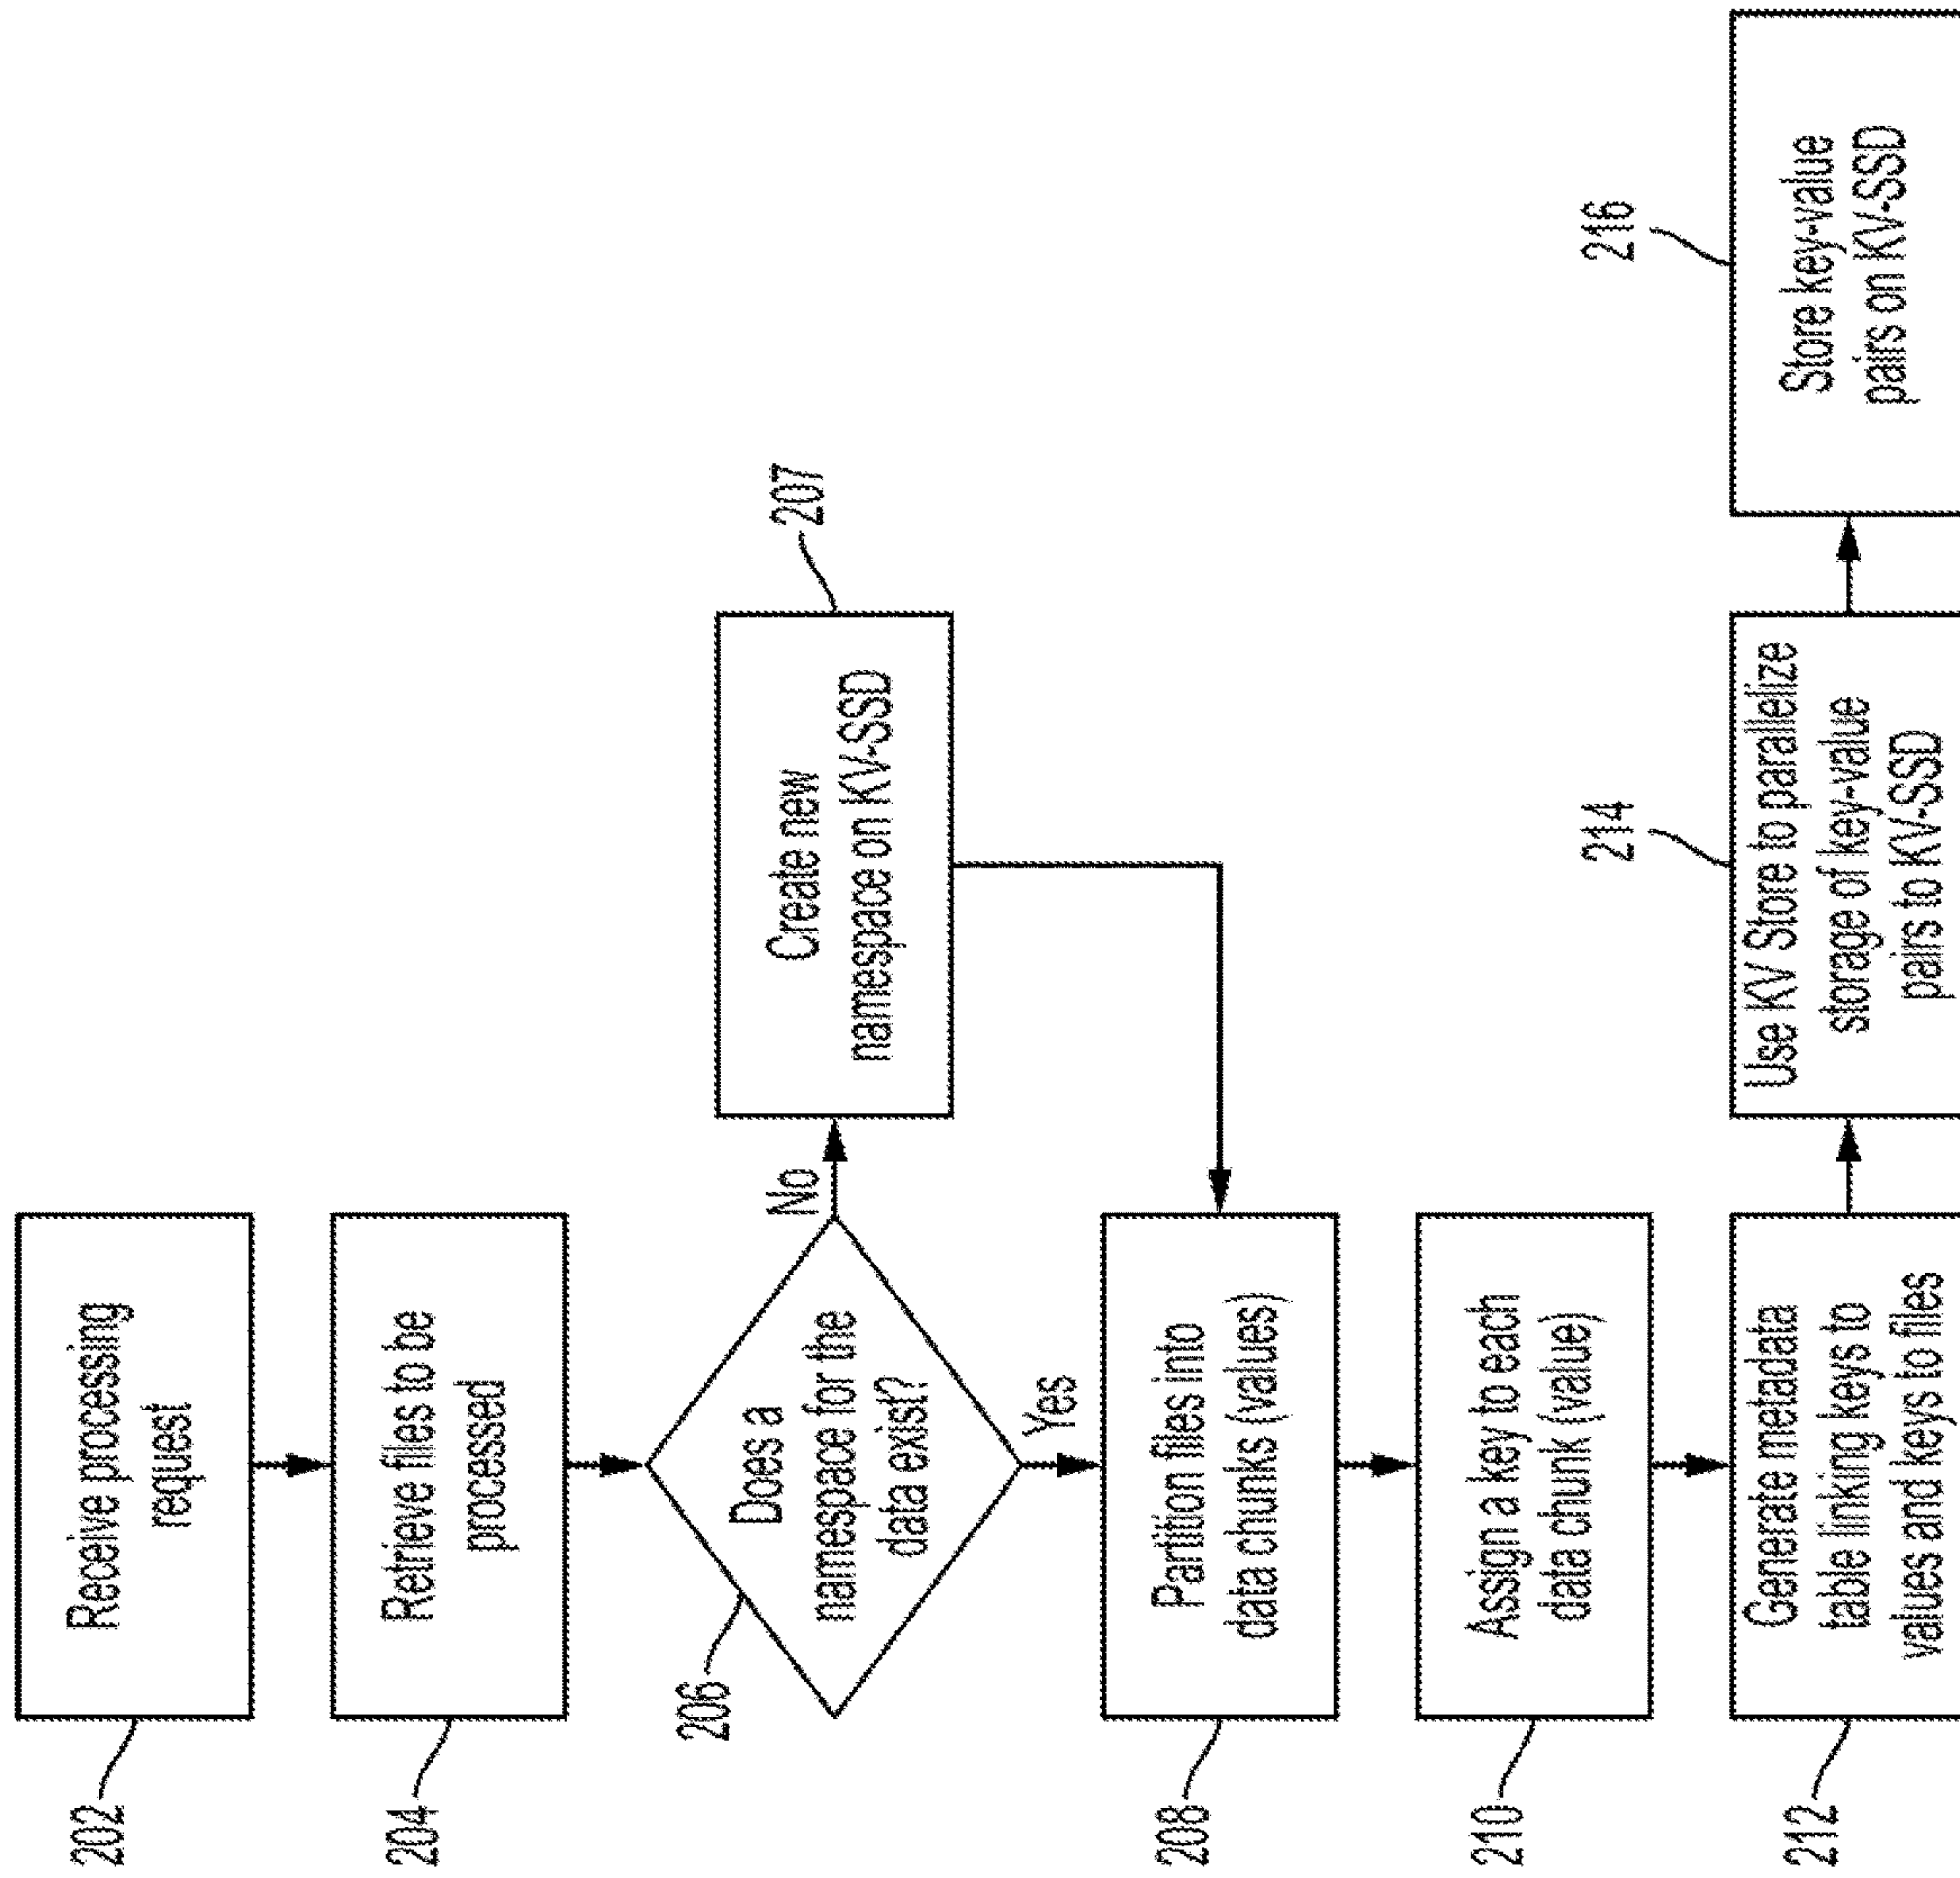 202
Receive processing
request
204
Retrieve files to be
processed
206
Does a
namespace for the
data exist?
No
207
Create new
namespace on KV-SSD
Yes
208
Partition files into
data chunks (values)
210
Assign a key to each
data chunk (value)
212
Generate metadata
table linking keys to
values and keys to files
214
Use KV Store to parallelize
storage of key-value
pairs to KV-SSD
216
Store key-value
pairs on KV-SSD